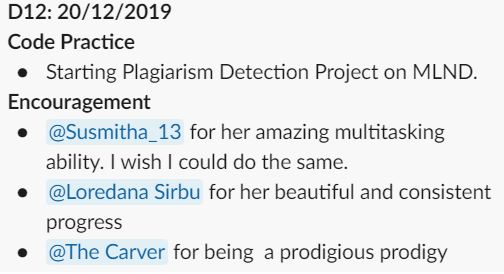 D12: 20/12/2019
Code Practice
● Starting Plagiarism Detection Project on MLND.
Encouragement
● @Susmitha_13 for her amazing multitasking
ability. I wish I could do the same.
● @Loredana Sirbu for her beautiful and consistent
progress
● @The Carver for being  a prodigious prodigy